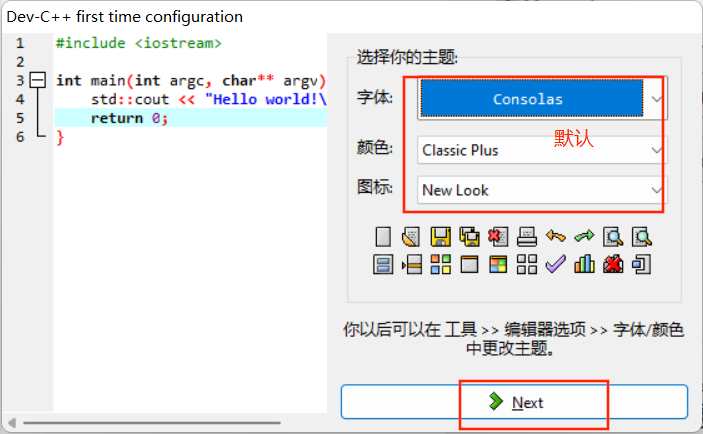 Dev-C++ first time configuration
1 #include <iostream>
2
3 int main(int argc, char** argv)
4 std::cout << "Hello world!\
5 return 0;
6 }
选择你的主题:
字体: Consolas
默认
颜色: Classic Plus
图标: New Look
你以后可以在 工具 >> 编辑器选项 >> 字体/颜色
中更改主题。
Next